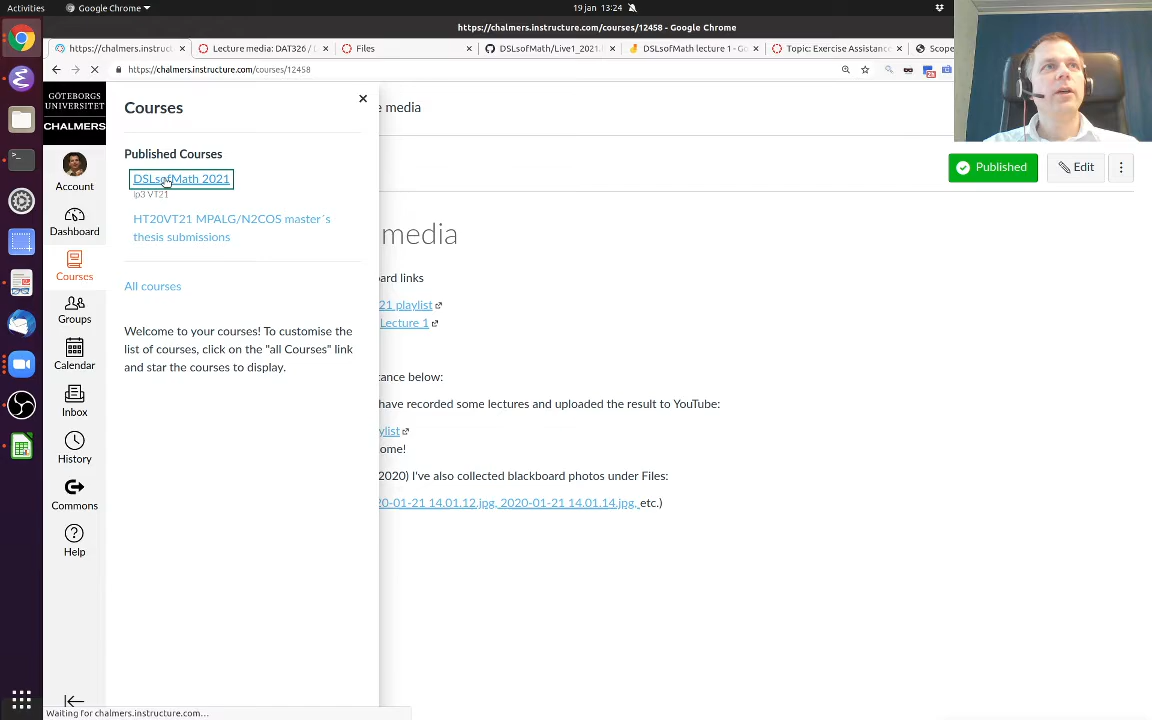 Activities
Google Chrome
19 jan 13:24
https://chalmers.instructure.com/courses/12458 - Google Chrome
https://chalmers.instruct
Lecture media: DAT326 /
Files
DSLsofMath/Live1_2021.
DSLsofMath lecture 1 - Go
Topic: Exercise Assistanc
Scope
https://chalmers.instructure.com/courses/12458
GÖTEBORGS
UNIVERSITET
CHALMERS
Account
Dashboard
Courses
Groups
Calendar
Inbox
History
Commons
Help
Courses
Published Courses
DSLsofMath 2021
lp3 VT21
HT20VT21 MPALG/N2COS master´s
thesis submissions
All courses
Welcome to your courses! To customise the
list of courses, click on the "all Courses" link
and star the courses to display.
e media
Published
Edit
media
ard links
21 playlist
Lecture 1
tance below:
have recorded some lectures and uploaded the result to YouTube:
ylist
ome!
2020) I've also collected blackboard photos under Files:
20-01-21 14.01.12.jpg, 2020-01-21 14.01.14.jpg, etc.)
Waiting for chalmers.instructure.com...